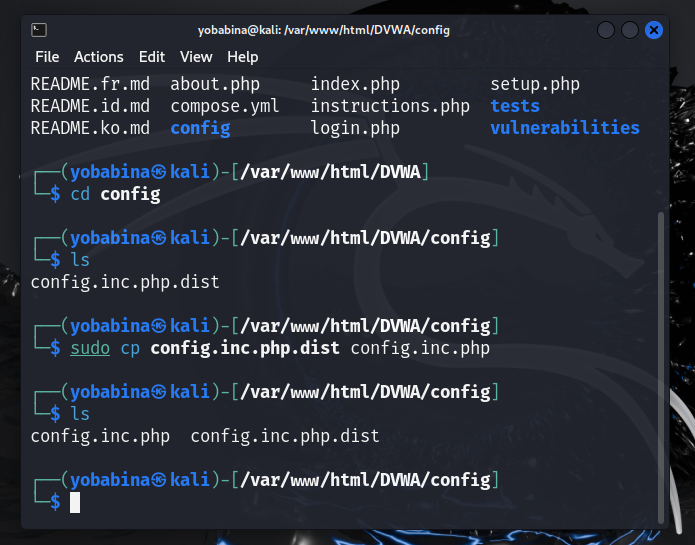 yobabina@kali: /var/www/html/DVWA/config
File Actions Edit View Help
README.fr.md about.php index.php setup.php
README.id.md compose.yml instructions.php tests
README.ko.md config login.php vulnerabilities
┌──(yobabina㉿kali)-[/var/www/html/DVWA]
└─$ cd config
┌──(yobabina㉿kali)-[/var/www/html/DVWA/config]
└─$ ls
config.inc.php.dist
┌──(yobabina㉿kali)-[/var/www/html/DVWA/config]
└─$ sudo cp config.inc.php.dist config.inc.php
┌──(yobabina㉿kali)-[/var/www/html/DVWA/config]
└─$ ls
config.inc.php config.inc.php.dist
┌──(yobabina㉿kali)-[/var/www/html/DVWA/config]
└─$